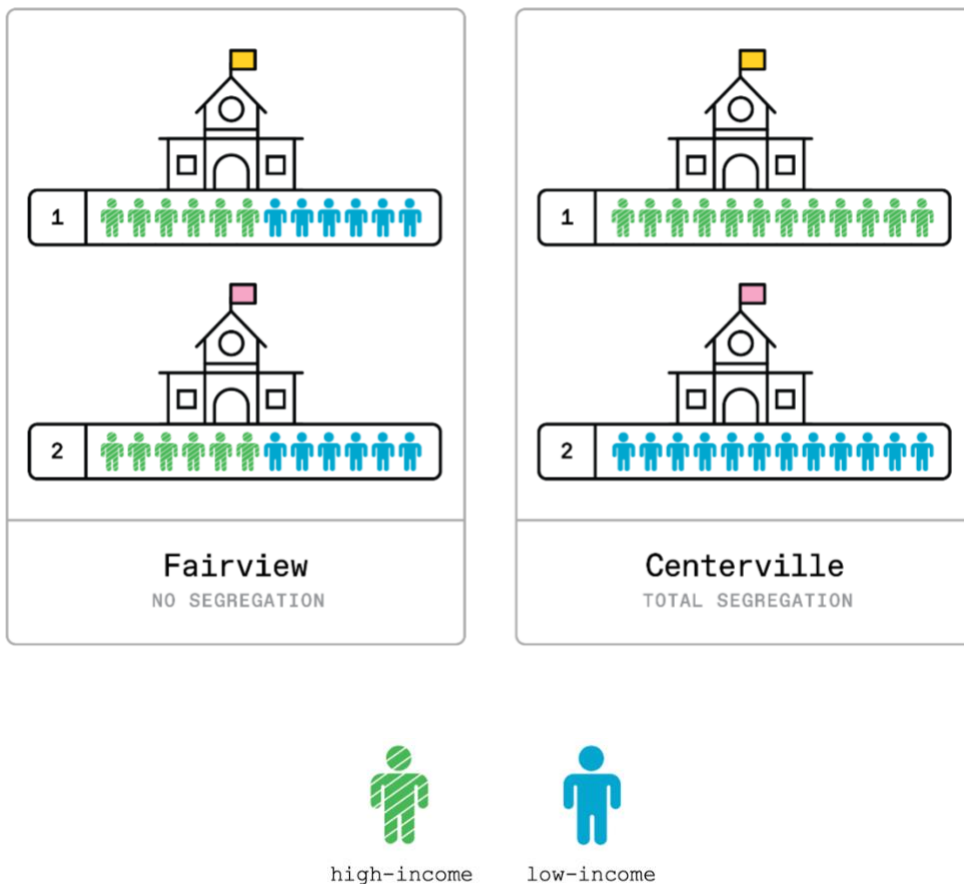 1
2
Fairview
NO SEGREGATION
1
2
Centerville
TOTAL SEGREGATION
high-income
low-income